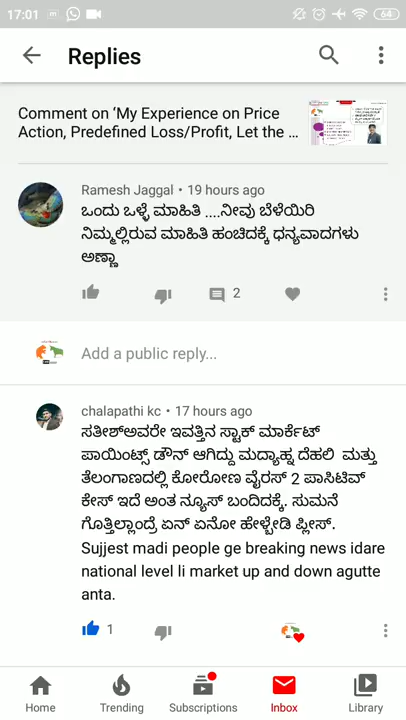 17:01
64
Replies
Comment on ‘My Experience on Price
Action, Predefined Loss/Profit, Let the ...
Ramesh Jaggal • 19 hours ago
ಒಂದು ಒಳ್ಳೆ ಮಾಹಿತಿ ....ನೀವು ಬೆಳೆಯಿರಿ
ನಿಮ್ಮಲ್ಲಿರುವ ಮಾಹಿತಿ ಹಂಚಿದಕ್ಕೆ ಧನ್ಯವಾದಗಳು
ಅಣ್ಣಾ
2
Add a public reply...
chalapathi kc • 17 hours ago
ಸತೀಶ್ಅವರೇ ಇವತ್ತಿನ ಸ್ಟಾಕ್ ಮಾರ್ಕೆಟ್
ಪಾಯಿಂಟ್ಸ್ ಡೌನ್ ಆಗಿದ್ದು ಮದ್ಯಾಹ್ನ ದೆಹಲಿ ಮತ್ತು
ತೆಲಂಗಾಣದಲ್ಲಿ ಕೋರೋಣ ವೈರಸ್ 2 ಪಾಸಿಟಿವ್
ಕೇಸ್ ಇದೆ ಅಂತ ನ್ಯೂಸ್ ಬಂದಿದಕ್ಕೆ. ಸುಮನೆ
ಗೊತ್ತಿಲ್ಲಾಂದ್ರೆ ಏನ್ ಏನೋ ಹೇಳ್ಬೇಡಿ ಪ್ಲೀಸ್.
Sujjest madi people ge breaking news idare
national level li market up and down agutte
anta.
1
Home
Trending
Subscriptions
Inbox
Library